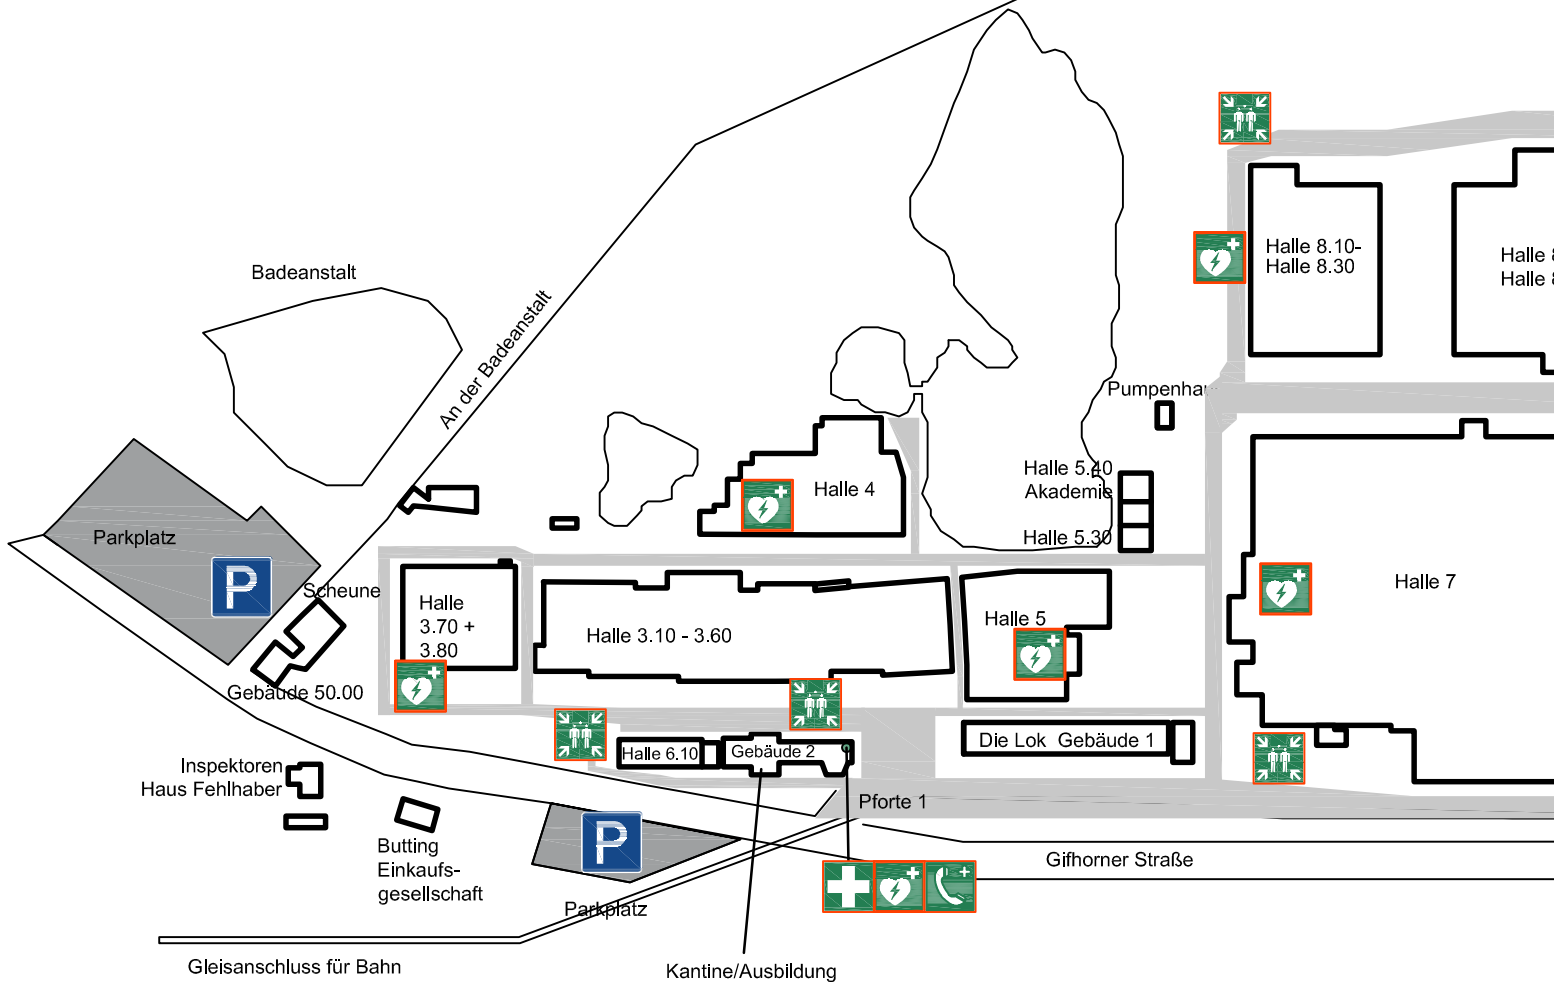 Badeanstalt
An der Badeanstalt
Halle 8.10-
Halle 8.30
Halle 8
Halle 8
Pumpenhau
Halle 5.40
Akademie
Halle 5.30
Halle 4
Parkplatz
P
Scheune
Halle
3.70 +
3.80
Halle 3.10 - 3.60
Halle 5
Halle 7
Gebäude 50.00
Halle 6.10
Gebäude 2
Die Lok Gebäude 1
Inspektoren
Haus Fehlhaber
Pforte 1
P
Butting
Einkaufs-
gesellschaft
Gifhorner Straße
Parkplatz
Gleisanschluss für Bahn
Kantine/Ausbildung